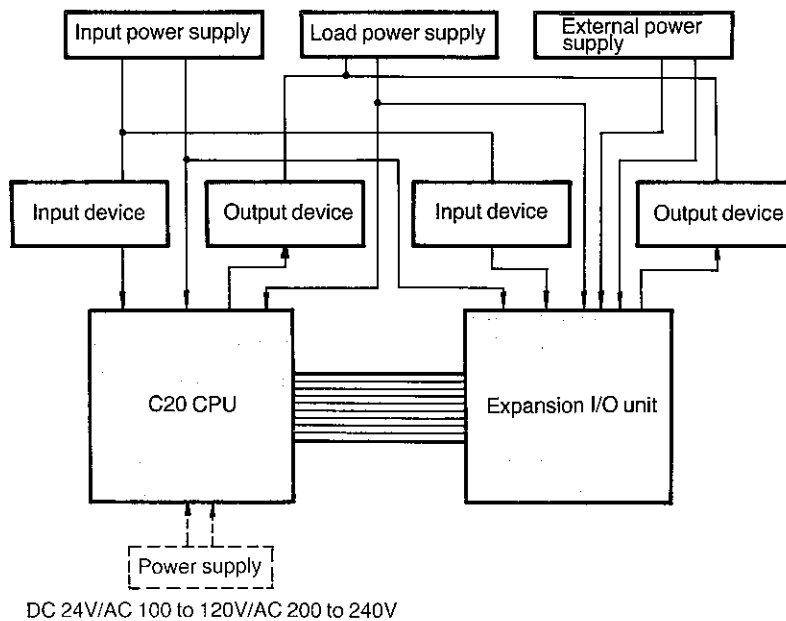 Input power supply
Load power supply
External power
supply
Input device
Output device
Input device
Output device
C20 CPU
Expansion I/O unit
Power supply
DC 24V/AC 100 to 120V/AC 200 to 240V